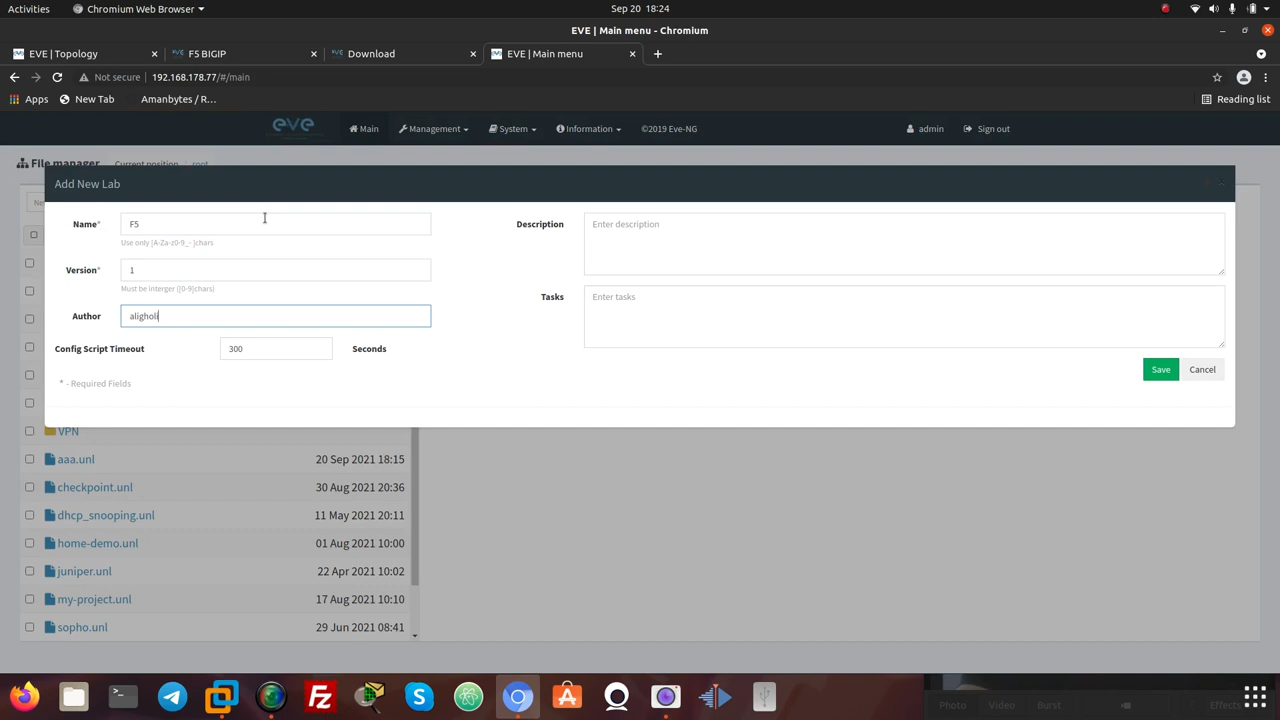 Activities
Chromium Web Browser
Sep 20 18:24
EVE | Main menu - Chromium
EVE | Topology
F5 BIGIP
Download
EVE | Main menu
Not secure
192.168.178.77/#/main
Apps
New Tab
Amanbytes / R...
Reading list
eve
Main
Management
System
Information
©2019 Eve-NG
admin
Sign out
File manager
Current position
root
Add New Lab
Name*
F5
Use only [A-Za-z0-9_- ]chars
Version*
1
Must be interger ([0-9]chars)
Author
aligholi
Config Script Timeout
300
Seconds
* - Required Fields
Description
Enter description
Tasks
Enter tasks
Save
Cancel
VPN
aaa.unl 20 Sep 2021 18:15
checkpoint.unl 30 Aug 2021 20:36
dhcp_snooping.unl 11 May 2021 20:11
home-demo.unl 01 Aug 2021 10:00
juniper.unl 22 Apr 2021 10:02
my-project.unl 17 Aug 2021 10:10
sopho.unl 29 Jun 2021 08:41
Photo
Video
Burst
Effects